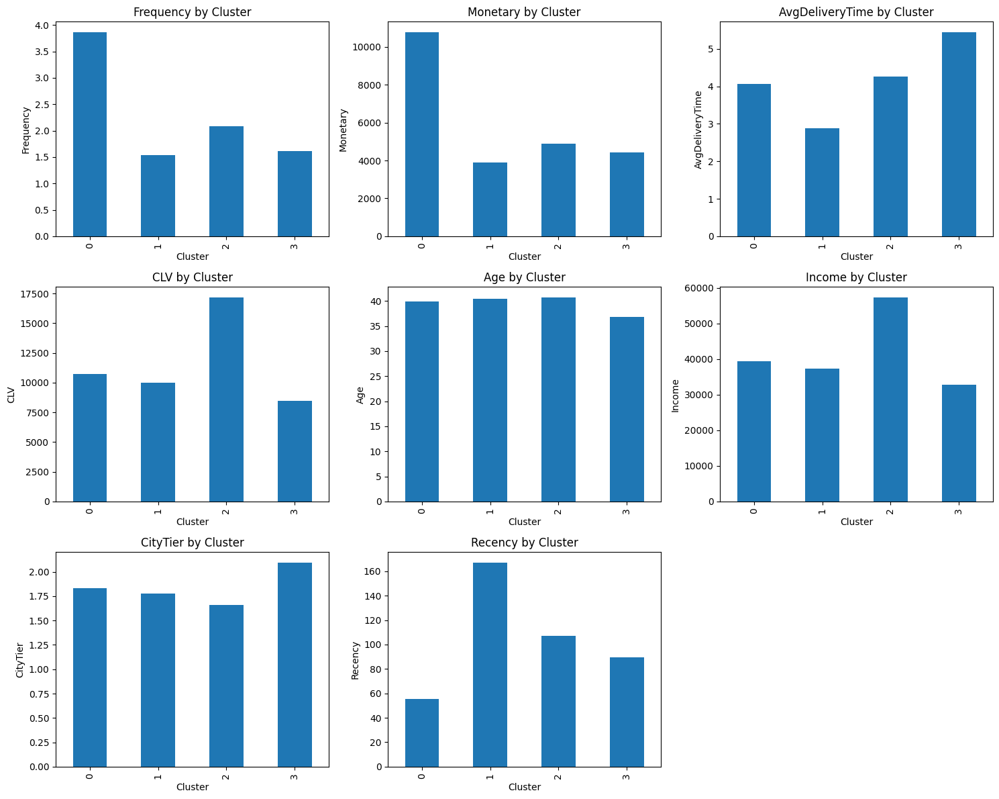 Frequency by Cluster
Frequency
4.0
3.5
3.0
2.5
2.0
1.5
1.0
0.5
0.0
0 1 2 3
Cluster
Monetary by Cluster
Monetary
10000
8000
6000
4000
2000
0
0 1 2 3
Cluster
AvgDeliveryTime by Cluster
AvgDeliveryTime
5
4
3
2
1
0
0 1 2 3
Cluster
CLV by Cluster
CLV
17500
15000
12500
10000
7500
5000
2500
0
0 1 2 3
Cluster
Age by Cluster
Age
40
35
30
25
20
15
10
5
0
0 1 2 3
Cluster
Income by Cluster
Income
60000
50000
40000
30000
20000
10000
0
0 1 2 3
Cluster
CityTier by Cluster
CityTier
2.00
1.75
1.50
1.25
1.00
0.75
0.50
0.25
0.00
0 1 2 3
Cluster
Recency by Cluster
Recency
160
140
120
100
80
60
40
20
0
0 1 2 3
Cluster